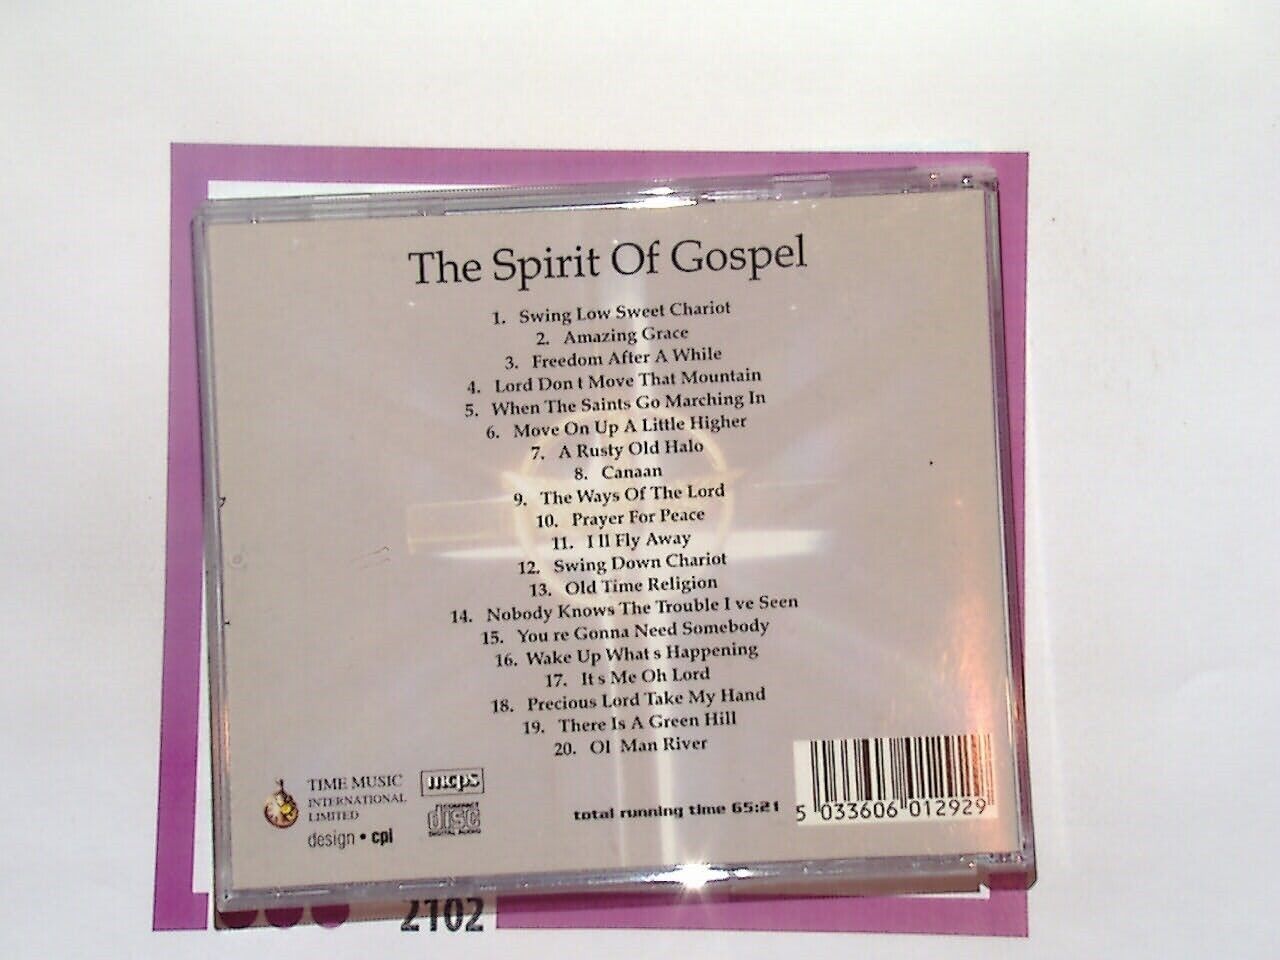 The Spirit Of Gospel
1. Swing Low Sweet Chariot
2. Amazing Grace
3. Freedom After A While
4. Lord Don t Move That Mountain
5. When The Saints Go Marching In
6. Move On Up A Little Higher
7. A Rusty Old Halo
8. Canaan
9. The Ways Of The Lord
10. Prayer For Peace
11. I ll Fly Away
12. Swing Down Chariot
13. Old Time Religion
14. Nobody Knows The Trouble I ve Seen
15. You re Gonna Need Somebody
16. Wake Up What s Happening
17. It s Me Oh Lord
18. Precious Lord Take My Hand
19. There Is A Green Hill
20. Ol Man River
TIME MUSIC
INTERNATIONAL
LIMITED
design • cpl
mcps
COMPACT
disc
DIGITAL AUDIO
total running time 65:21
5 033606 012929
2102